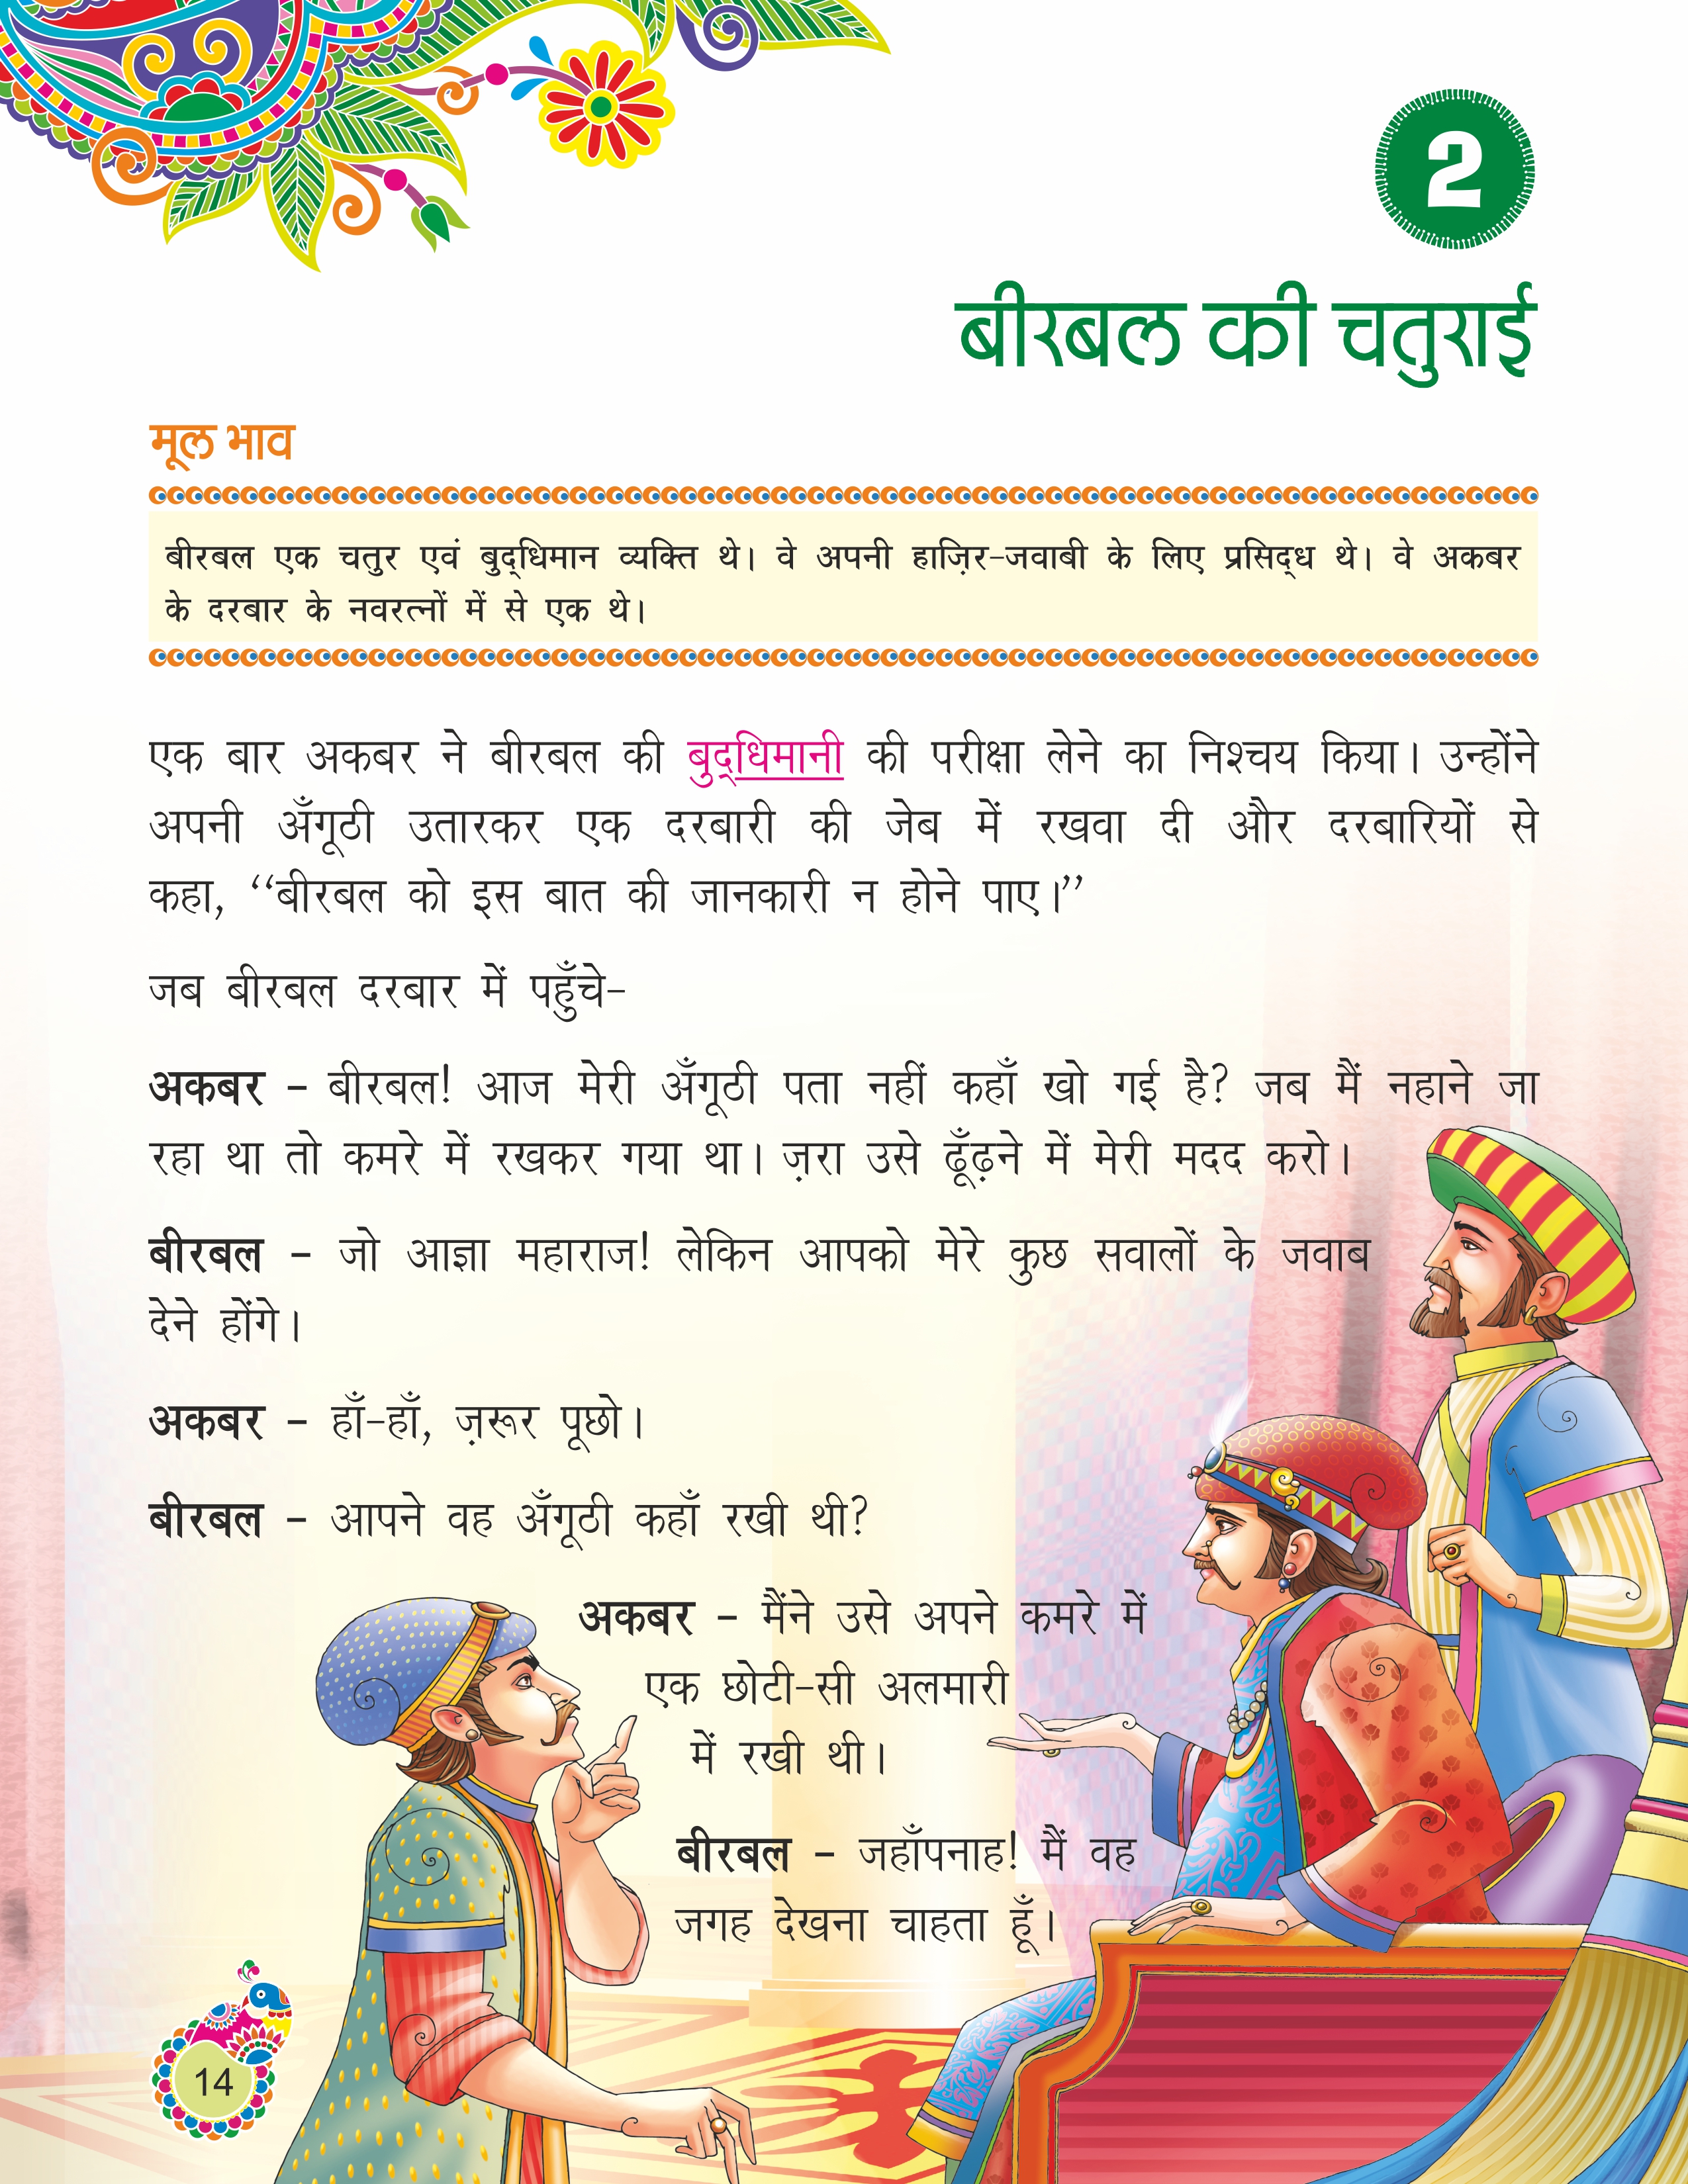 2
बीरबल की चतुराई
मूल भाव
बीरबल एक चतुर एवं बुद्‌धिमान व्यक्ति थे। वे अपनी हाज़िर-जवाबी के लिए प्रसिद्‌ध थे। वे अकबर
के दरबार के नवरत्नों में से एक थे।
एक बार अकबर ने बीरबल की बुद्‌धिमानी की परीक्षा लेने का निश्चय किया। उन्होंने
अपनी अँगूठी उतारकर एक दरबारी की जेब में रखवा दी और दरबारियों से
कहा, ‘‘बीरबल को इस बात की जानकारी न होने पाए।’’
जब बीरबल दरबार में पहुँचे-
अकबर – बीरबल! आज मेरी अँगूठी पता नहीं कहाँ खो गई है? जब मैं नहाने जा
रहा था तो कमरे में रखकर गया था। ज़रा उसे ढूँढ़ने में मेरी मदद करो।
बीरबल – जो आज्ञा महाराज! लेकिन आपको मेरे कुछ सवालों के जवाब
देने होंगे।
अकबर – हाँ-हाँ, ज़रूर पूछो।
बीरबल – आपने वह अँगूठी कहाँ रखी थी?
अकबर – मैंने उसे अपने कमरे में
एक छोटी-सी अलमारी
में रखी थी।
बीरबल – जहाँपनाह! मैं वह
जगह देखना चाहता हूँ।
14